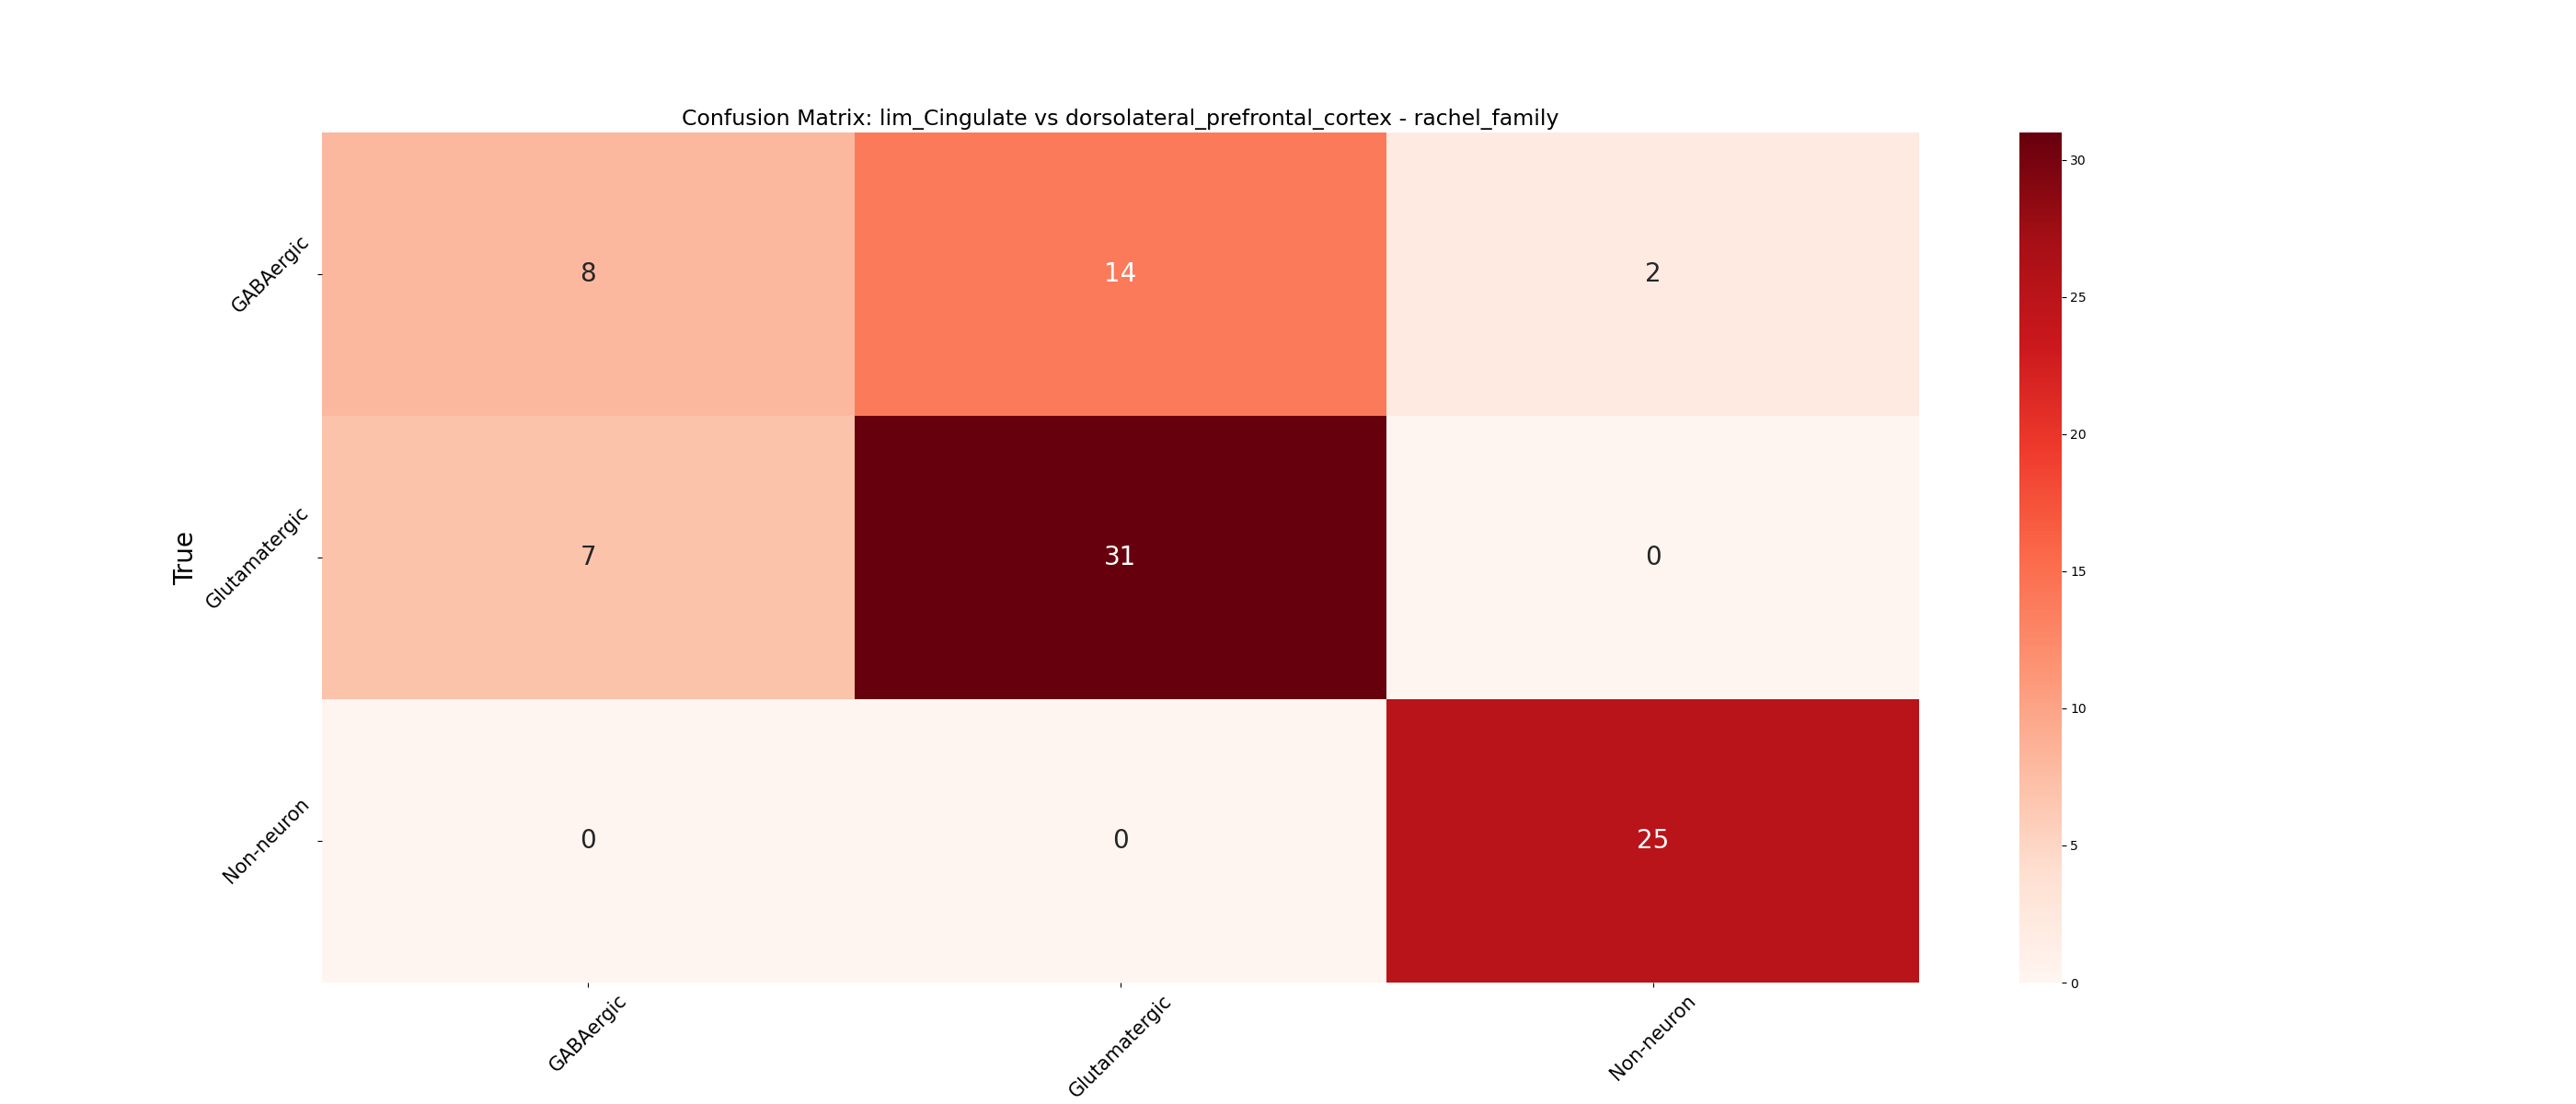 Confusion Matrix: lim_Cingulate vs dorsolateral_prefrontal_cortex - rachel_family
True
GABAergic
8
14
2
Glutamatergic
7
31
0
Non-neuron
0
0
25
GABAergic
Glutamatergic
Non-neuron
30
25
20
15
10
5
0